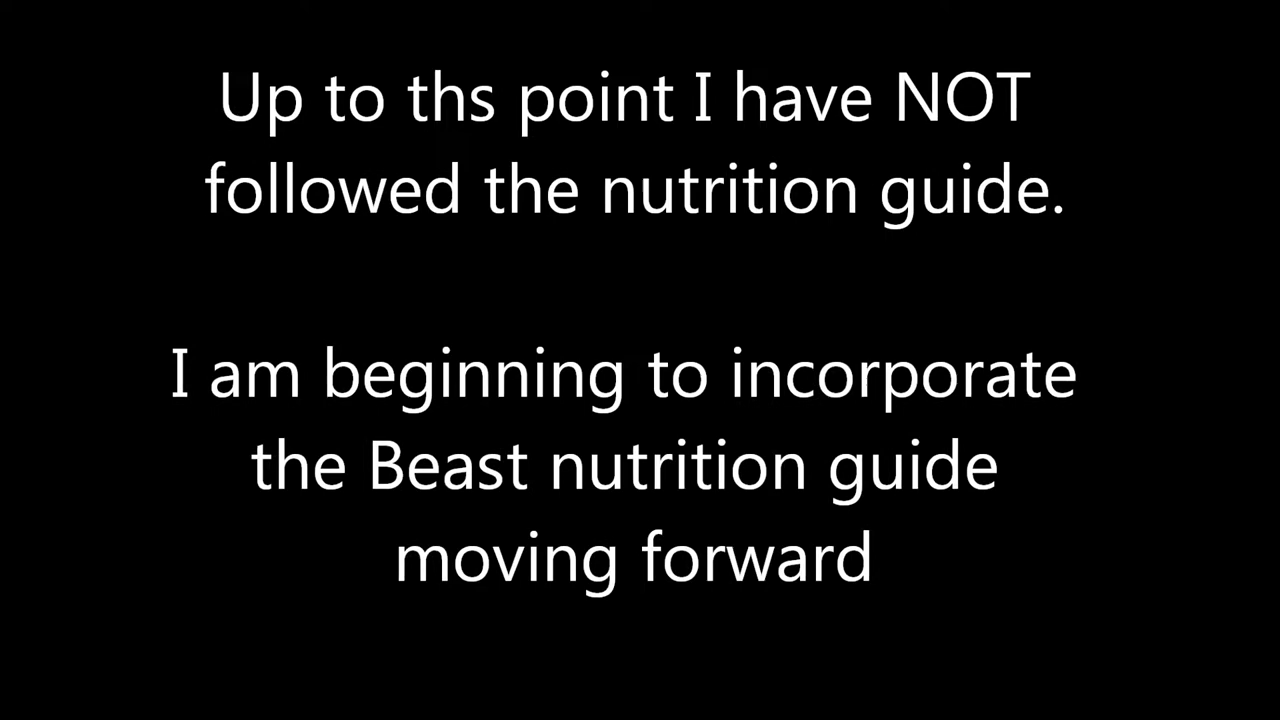 Up to ths point I have NOT
followed the nutrition guide.
I am beginning to incorporate
the Beast nutrition guide
moving forward